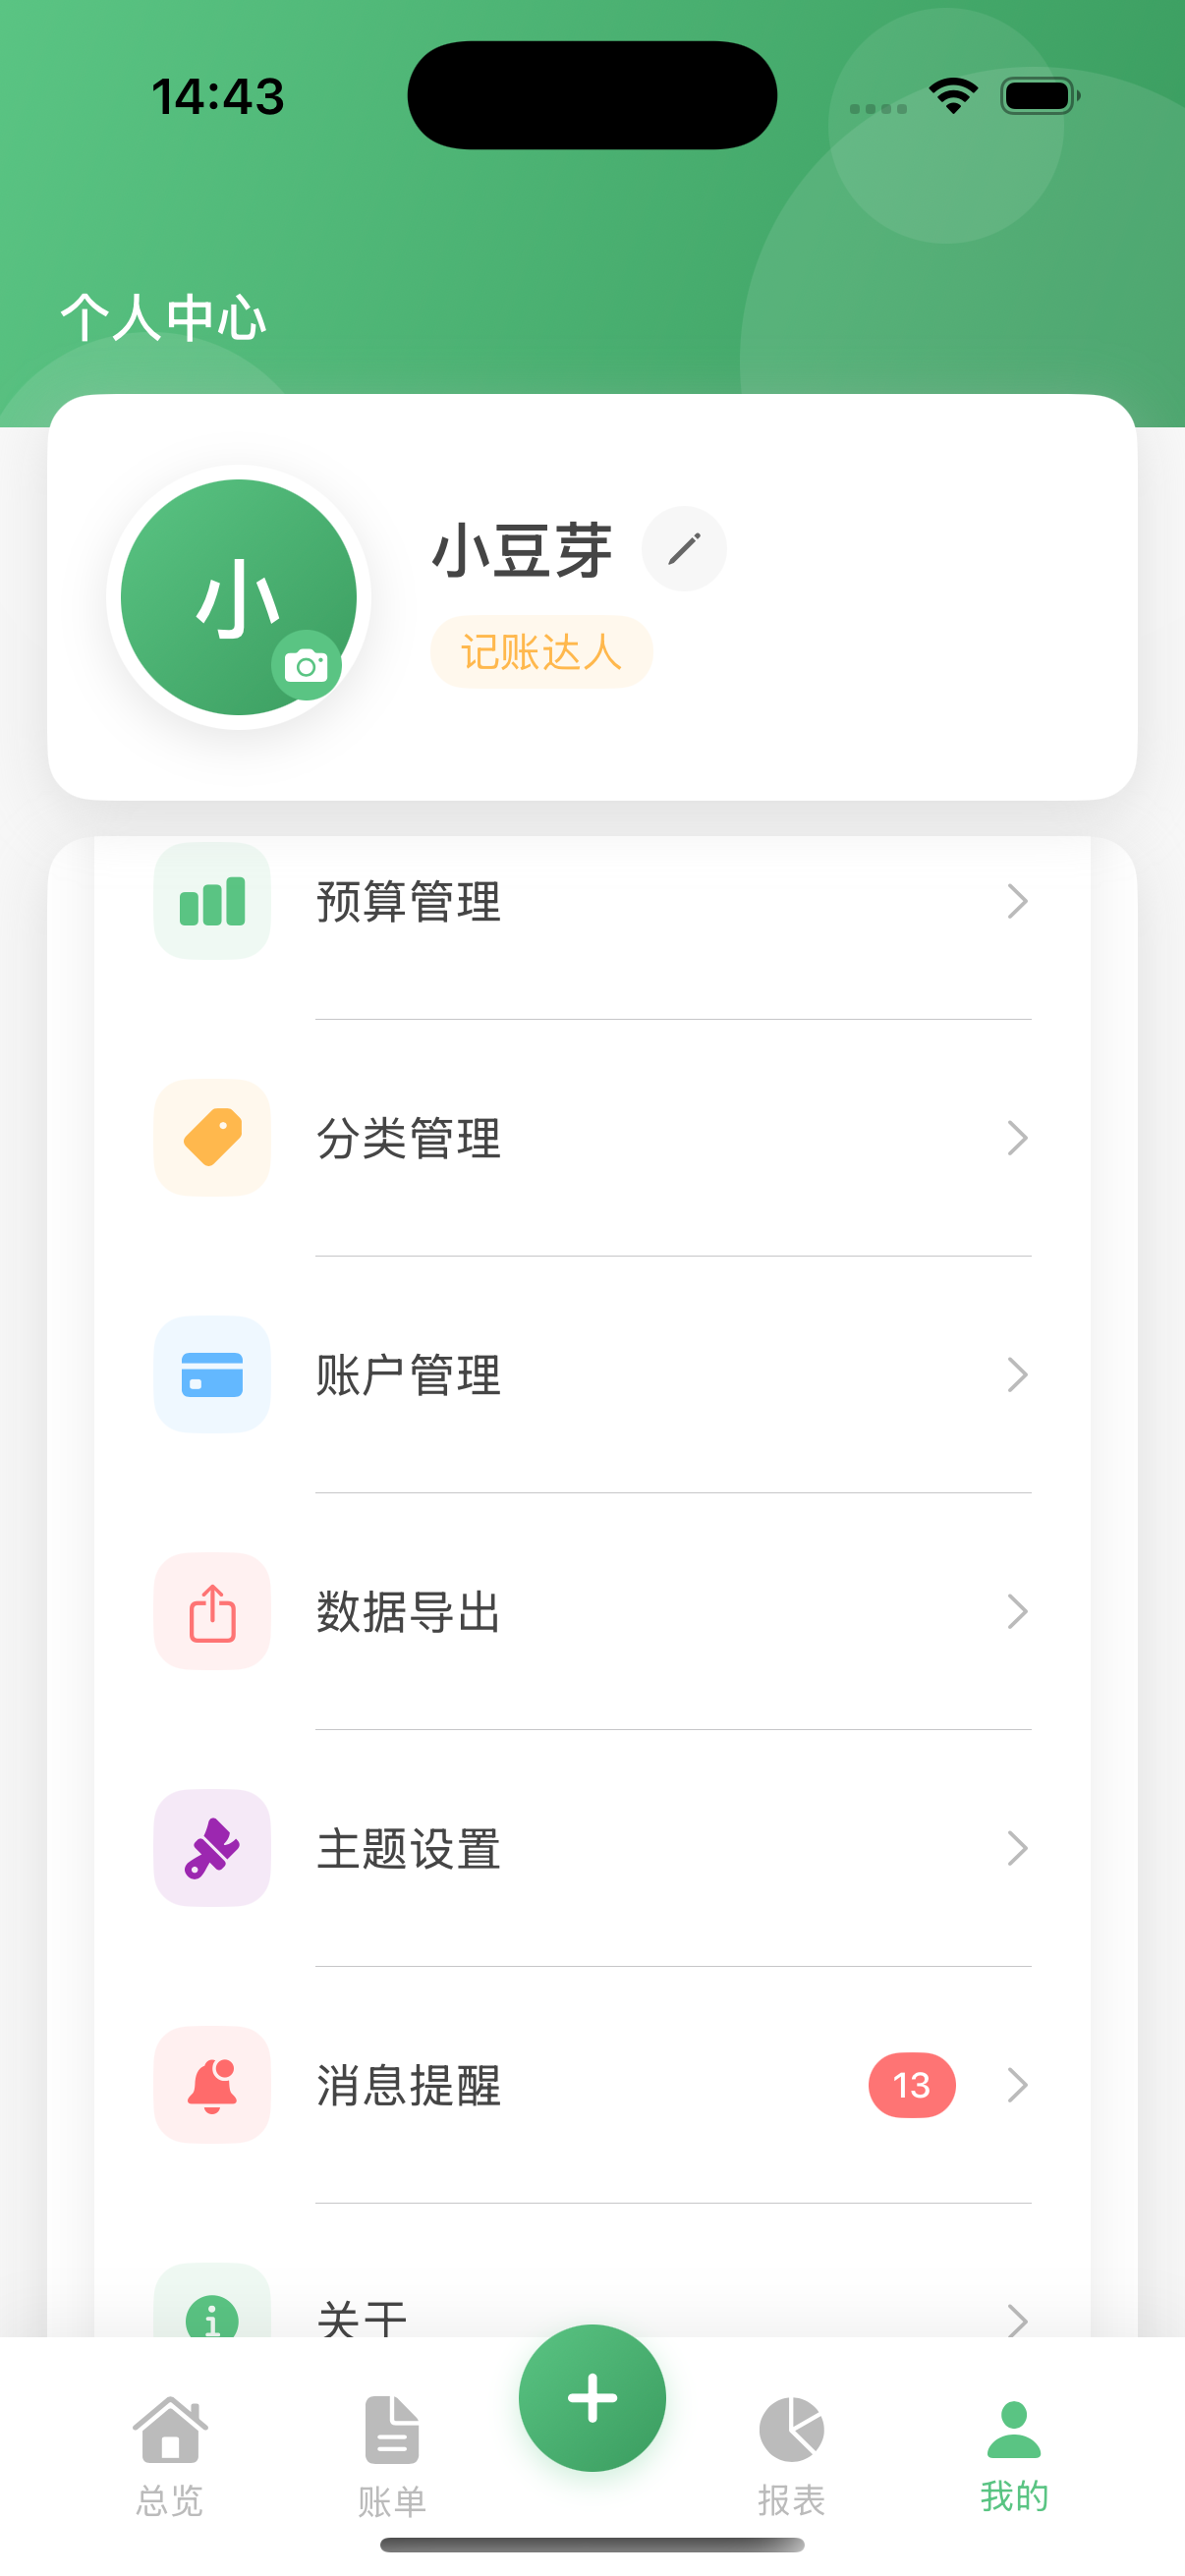 14:43
个人中心
小
小豆芽
记账达人
预算管理
分类管理
账户管理
数据导出
主题设置
消息提醒
13
关于
总览
账单
报表
我的